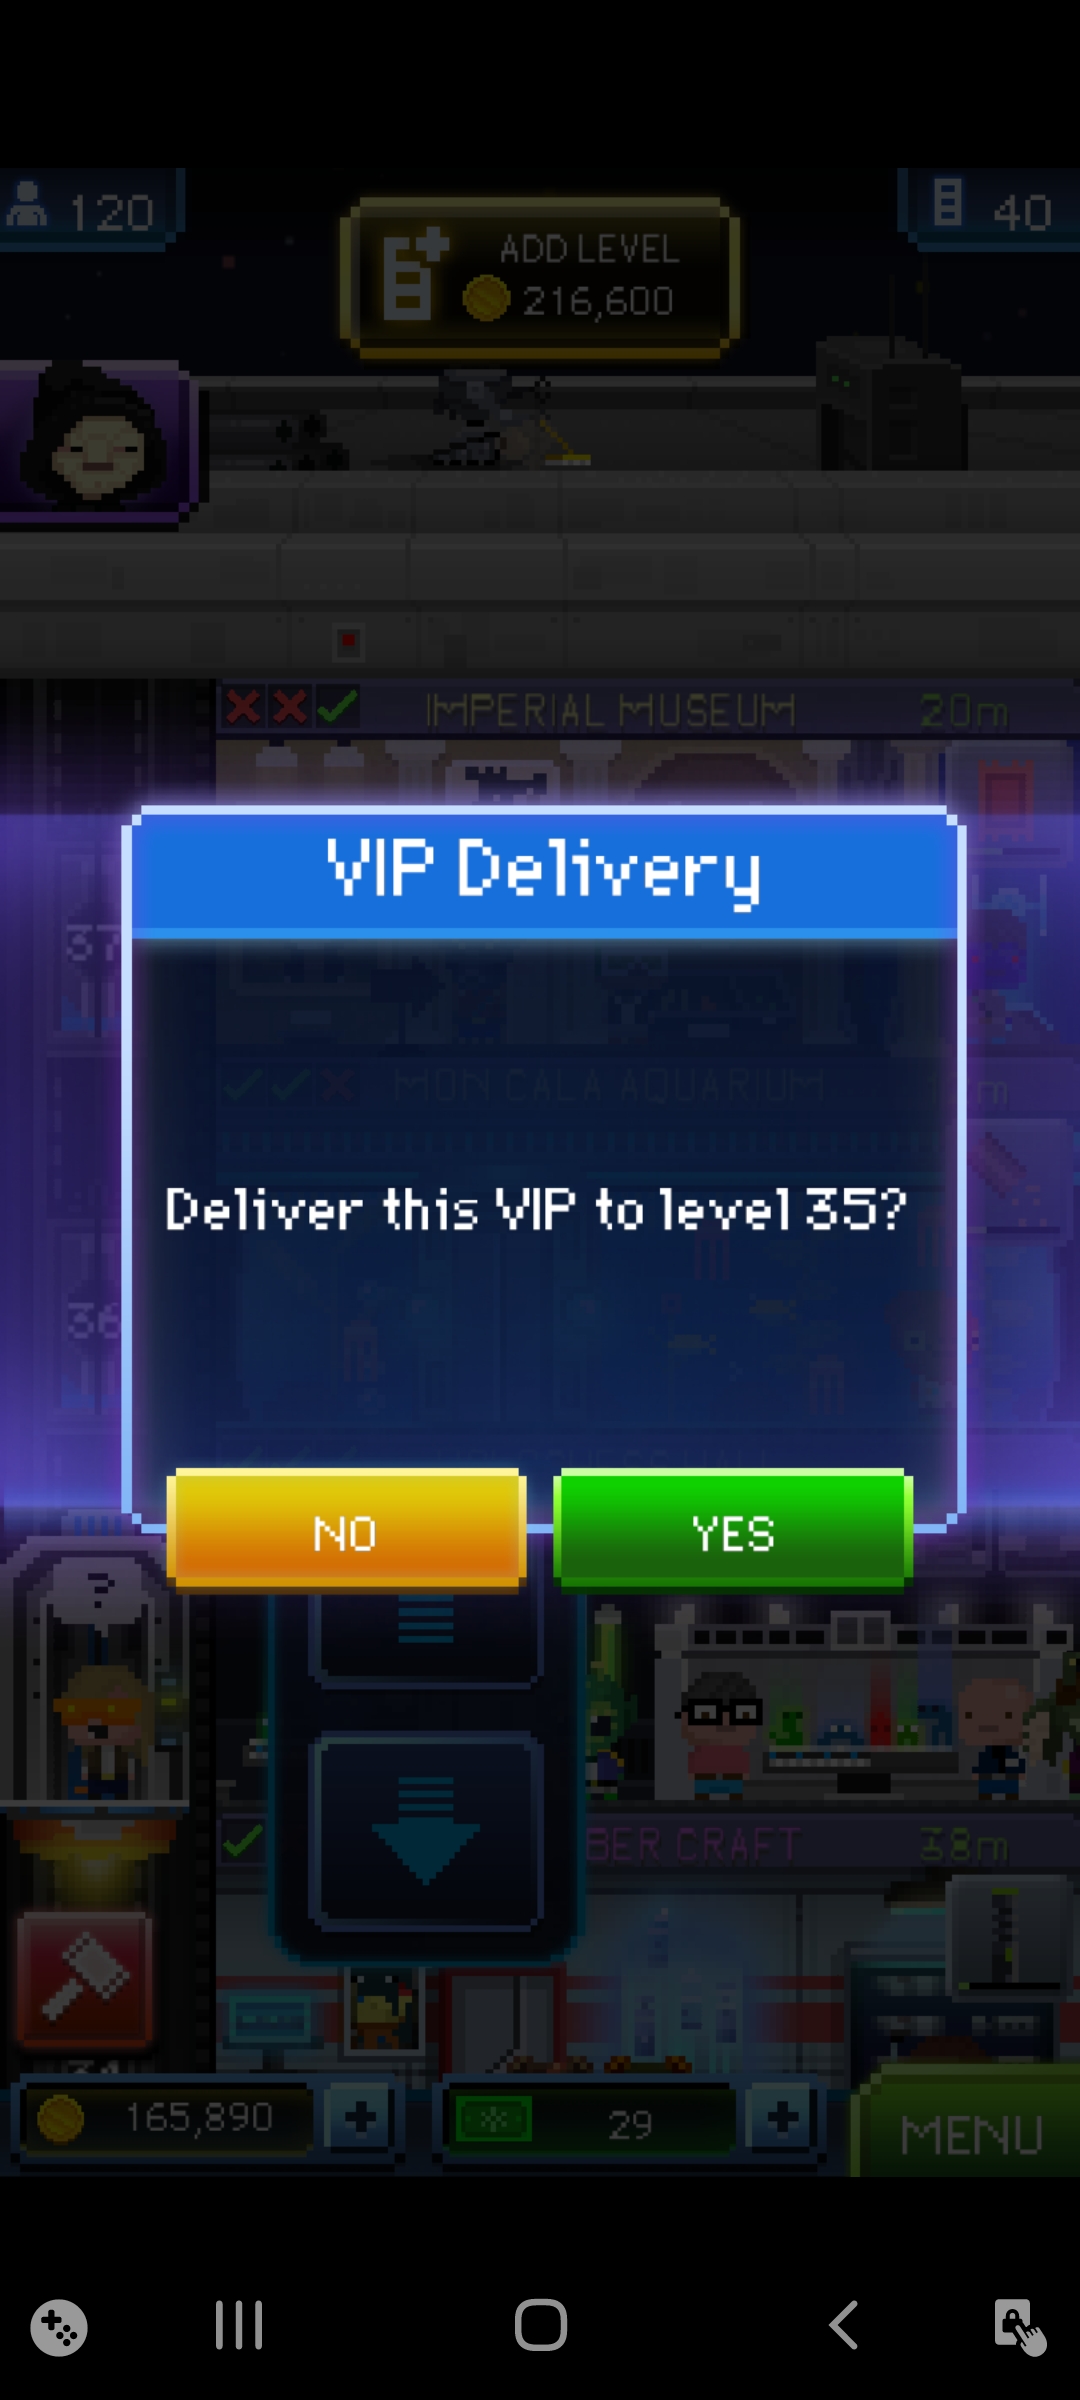 120
40
ADD LEVEL
216,600
IMPERIAL MUSEUM 20m
VIP Delivery
37
MON CALA AQUARIUM
Deliver this VIP to level 35?
36
NO
YES
?
BER CRAFT 38m
34
165,890
29
MENU